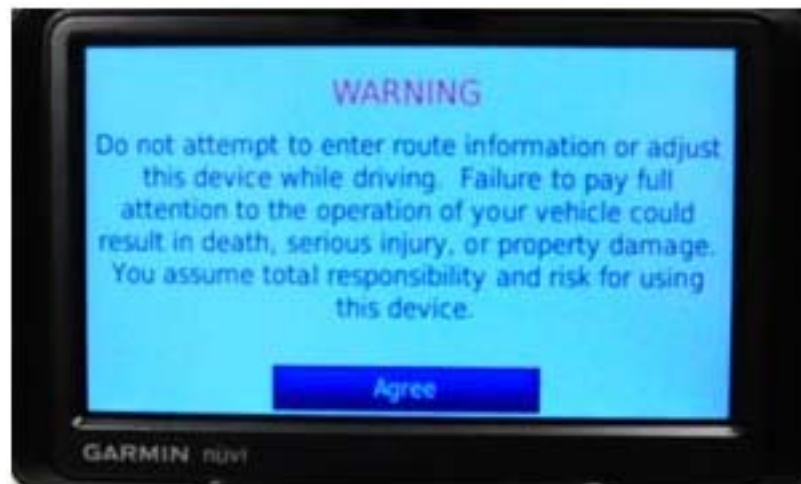 WARNING
Do not attempt to enter route information or adjust
this device while driving. Failure to pay full
attention to the operation of your vehicle could
result in death, serious injury, or property damage.
You assume total responsibility and risk for using
this device.
Agree
GARMIN nüvi